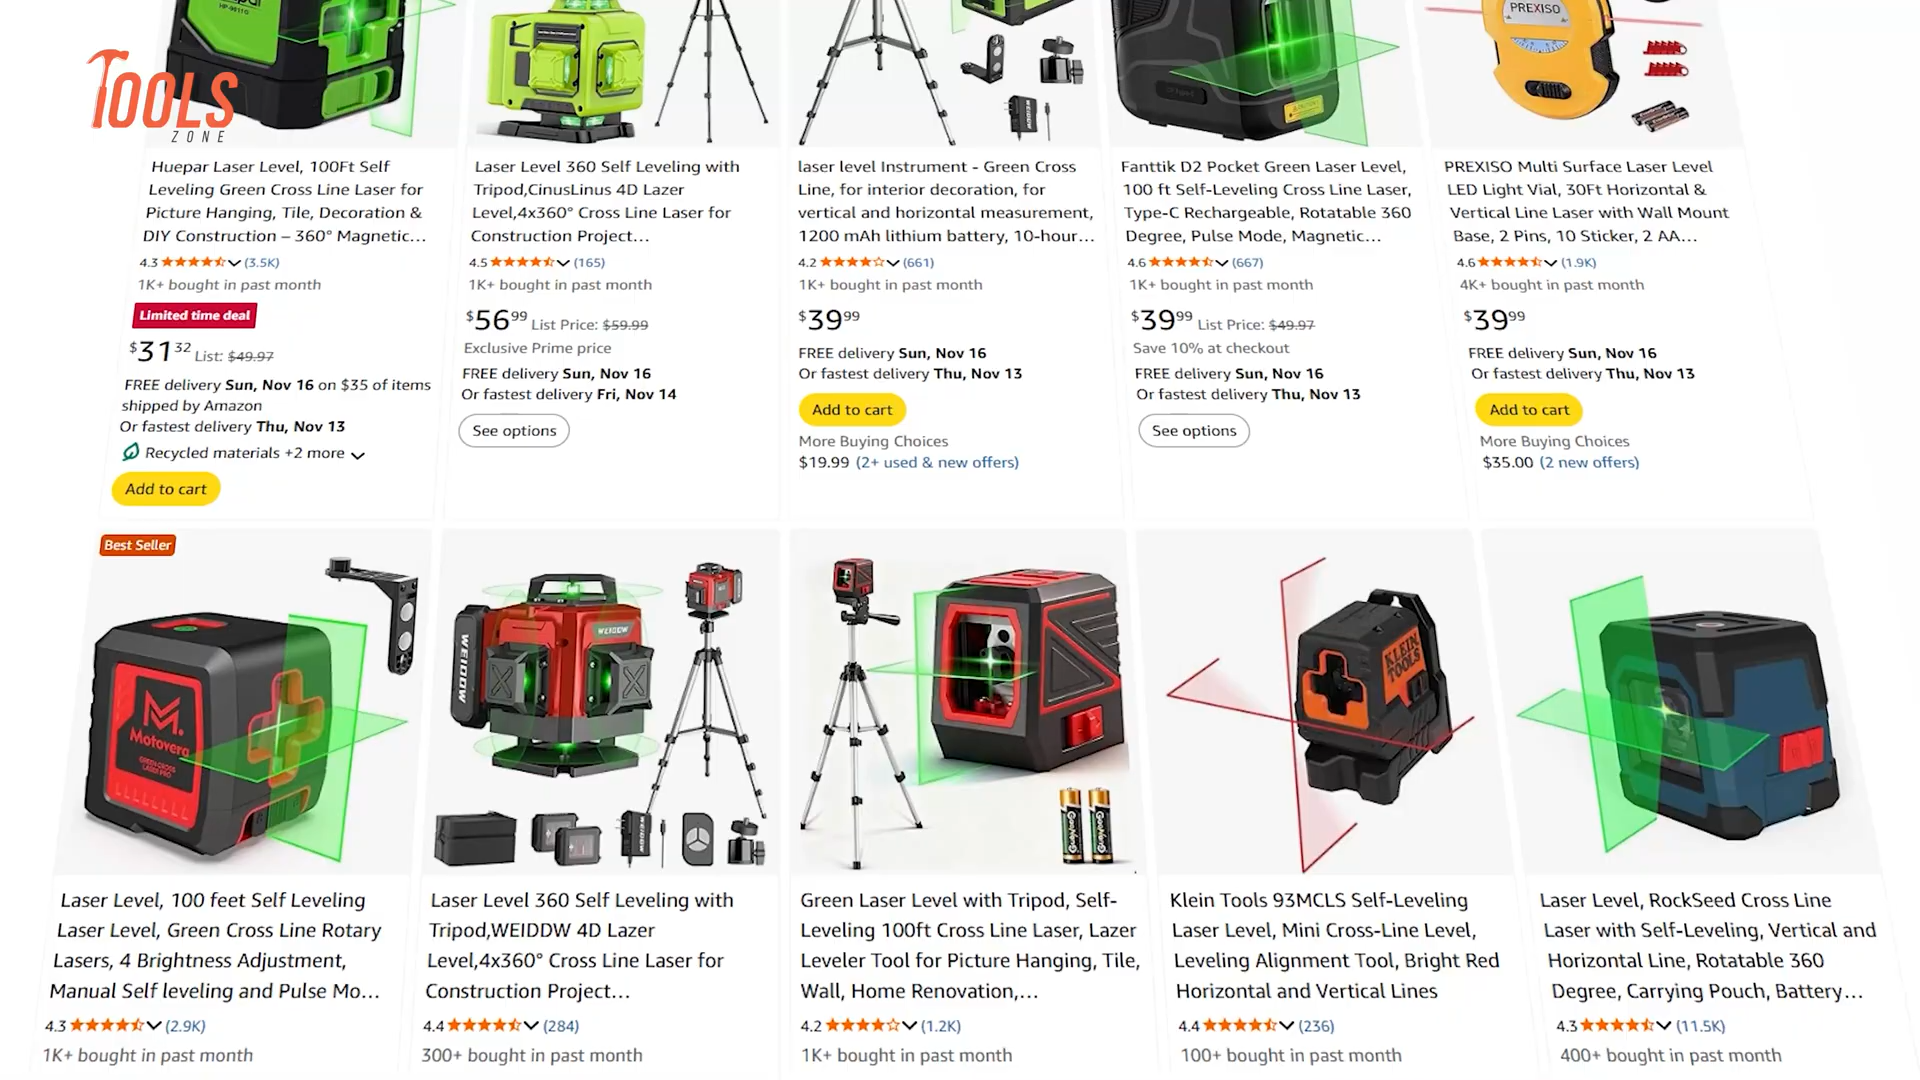 TOOLS
ZONE
HP-9011G
PREXISO
Huepar Laser Level, 100Ft Self
Leveling Green Cross Line Laser for
Picture Hanging, Tile, Decoration &
DIY Construction – 360° Magnetic...
4.3 (3.5K)
1K+ bought in past month
Limited time deal
$31 32 List: $49.97
FREE delivery Sun, Nov 16 on $35 of items
shipped by Amazon
Or fastest delivery Thu, Nov 13
Recycled materials +2 more
Add to cart
Laser Level 360 Self Leveling with
Tripod,CinusLinus 4D Lazer
Level,4x360° Cross Line Laser for
Construction Project...
4.5 (165)
1K+ bought in past month
$56 99 List Price: $59.99
Exclusive Prime price
FREE delivery Sun, Nov 16
Or fastest delivery Fri, Nov 14
See options
laser level Instrument - Green Cross
Line, for interior decoration, for
vertical and horizontal measurement,
1200 mAh lithium battery, 10-hour...
4.2 (661)
1K+ bought in past month
$39 99
FREE delivery Sun, Nov 16
Or fastest delivery Thu, Nov 13
Add to cart
More Buying Choices
$19.99 (2+ used & new offers)
Fanttik D2 Pocket Green Laser Level,
100 ft Self-Leveling Cross Line Laser,
Type-C Rechargeable, Rotatable 360
Degree, Pulse Mode, Magnetic...
4.6 (667)
1K+ bought in past month
$39 99 List Price: $49.97
Save 10% at checkout
FREE delivery Sun, Nov 16
Or fastest delivery Thu, Nov 13
See options
PREXISO Multi Surface Laser Level
LED Light Vial, 30Ft Horizontal &
Vertical Line Laser with Wall Mount
Base, 2 Pins, 10 Sticker, 2 AA...
4.6 (1.9K)
4K+ bought in past month
$39 99
FREE delivery Sun, Nov 16
Or fastest delivery Thu, Nov 13
Add to cart
More Buying Choices
$35.00 (2 new offers)
Best Seller
M.
Motovera
GREEN CROSS
LASER PRO
WEIDDW
WEIDDW
WEIDDW
KLEIN
TOOLS
Laser Level, 100 feet Self Leveling
Laser Level, Green Cross Line Rotary
Lasers, 4 Brightness Adjustment,
Manual Self leveling and Pulse Mo...
4.3 (2.9K)
1K+ bought in past month
Laser Level 360 Self Leveling with
Tripod,WEIDDW 4D Lazer
Level,4x360° Cross Line Laser for
Construction Project...
4.4 (284)
300+ bought in past month
Green Laser Level with Tripod, Self-
Leveling 100ft Cross Line Laser, Lazer
Leveler Tool for Picture Hanging, Tile,
Wall, Home Renovation,...
4.2 (1.2K)
1K+ bought in past month
Klein Tools 93MCLS Self-Leveling
Laser Level, Mini Cross-Line Level,
Leveling Alignment Tool, Bright Red
Horizontal and Vertical Lines
4.4 (236)
100+ bought in past month
Laser Level, RockSeed Cross Line
Laser with Self-Leveling, Vertical and
Horizontal Line, Rotatable 360
Degree, Carrying Pouch, Battery...
4.3 (11.5K)
400+ bought in past month